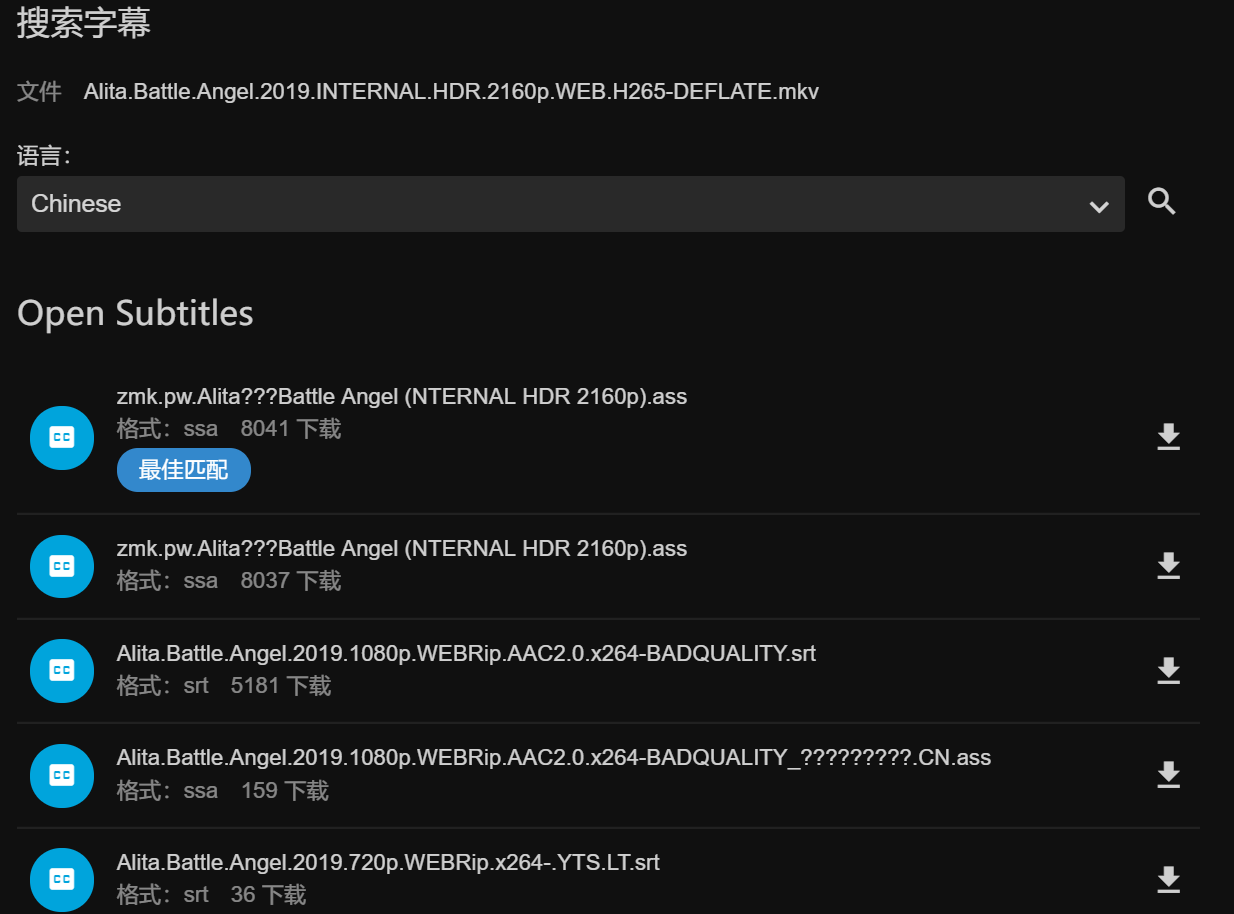 搜索字幕
文件 Alita.Battle.Angel.2019.INTERNAL.HDR.2160p.WEB.H265-DEFLATE.mkv
语言：
Chinese
Open Subtitles
zmk.pw.Alita???Battle Angel (NTERNAL HDR 2160p).ass
格式：ssa 8041 下载
最佳匹配
zmk.pw.Alita???Battle Angel (NTERNAL HDR 2160p).ass
格式：ssa 8037 下载
Alita.Battle.Angel.2019.1080p.WEBRip.AAC2.0.x264-BADQUALITY.srt
格式：srt 5181 下载
Alita.Battle.Angel.2019.1080p.WEBRip.AAC2.0.x264-BADQUALITY_?????????.CN.ass
格式：ssa 159 下载
Alita.Battle.Angel.2019.720p.WEBRip.x264-.YTS.LT.srt
格式：srt 36 下载